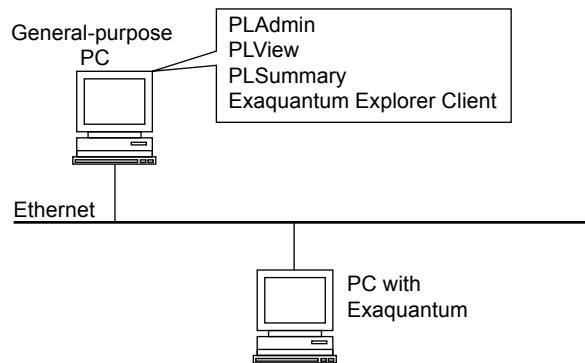 General-purpose
PC
PLAdmin
PLView
PLSummary
Exaquantum Explorer Client
Ethernet
PC with
Exaquantum